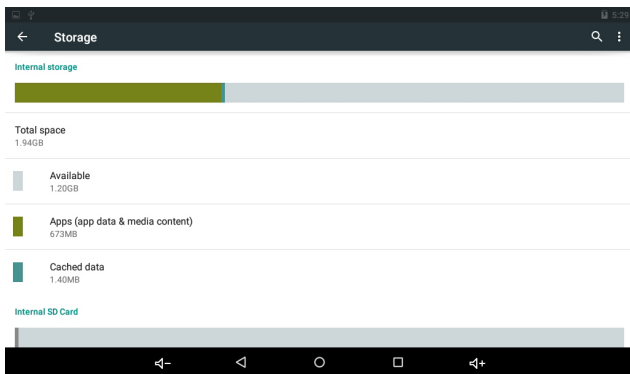 5:29
Storage
Internal storage
Total space
1.94GB
Available
1.20GB
Apps (app data & media content)
673MB
Cached data
1.40MB
Internal SD Card